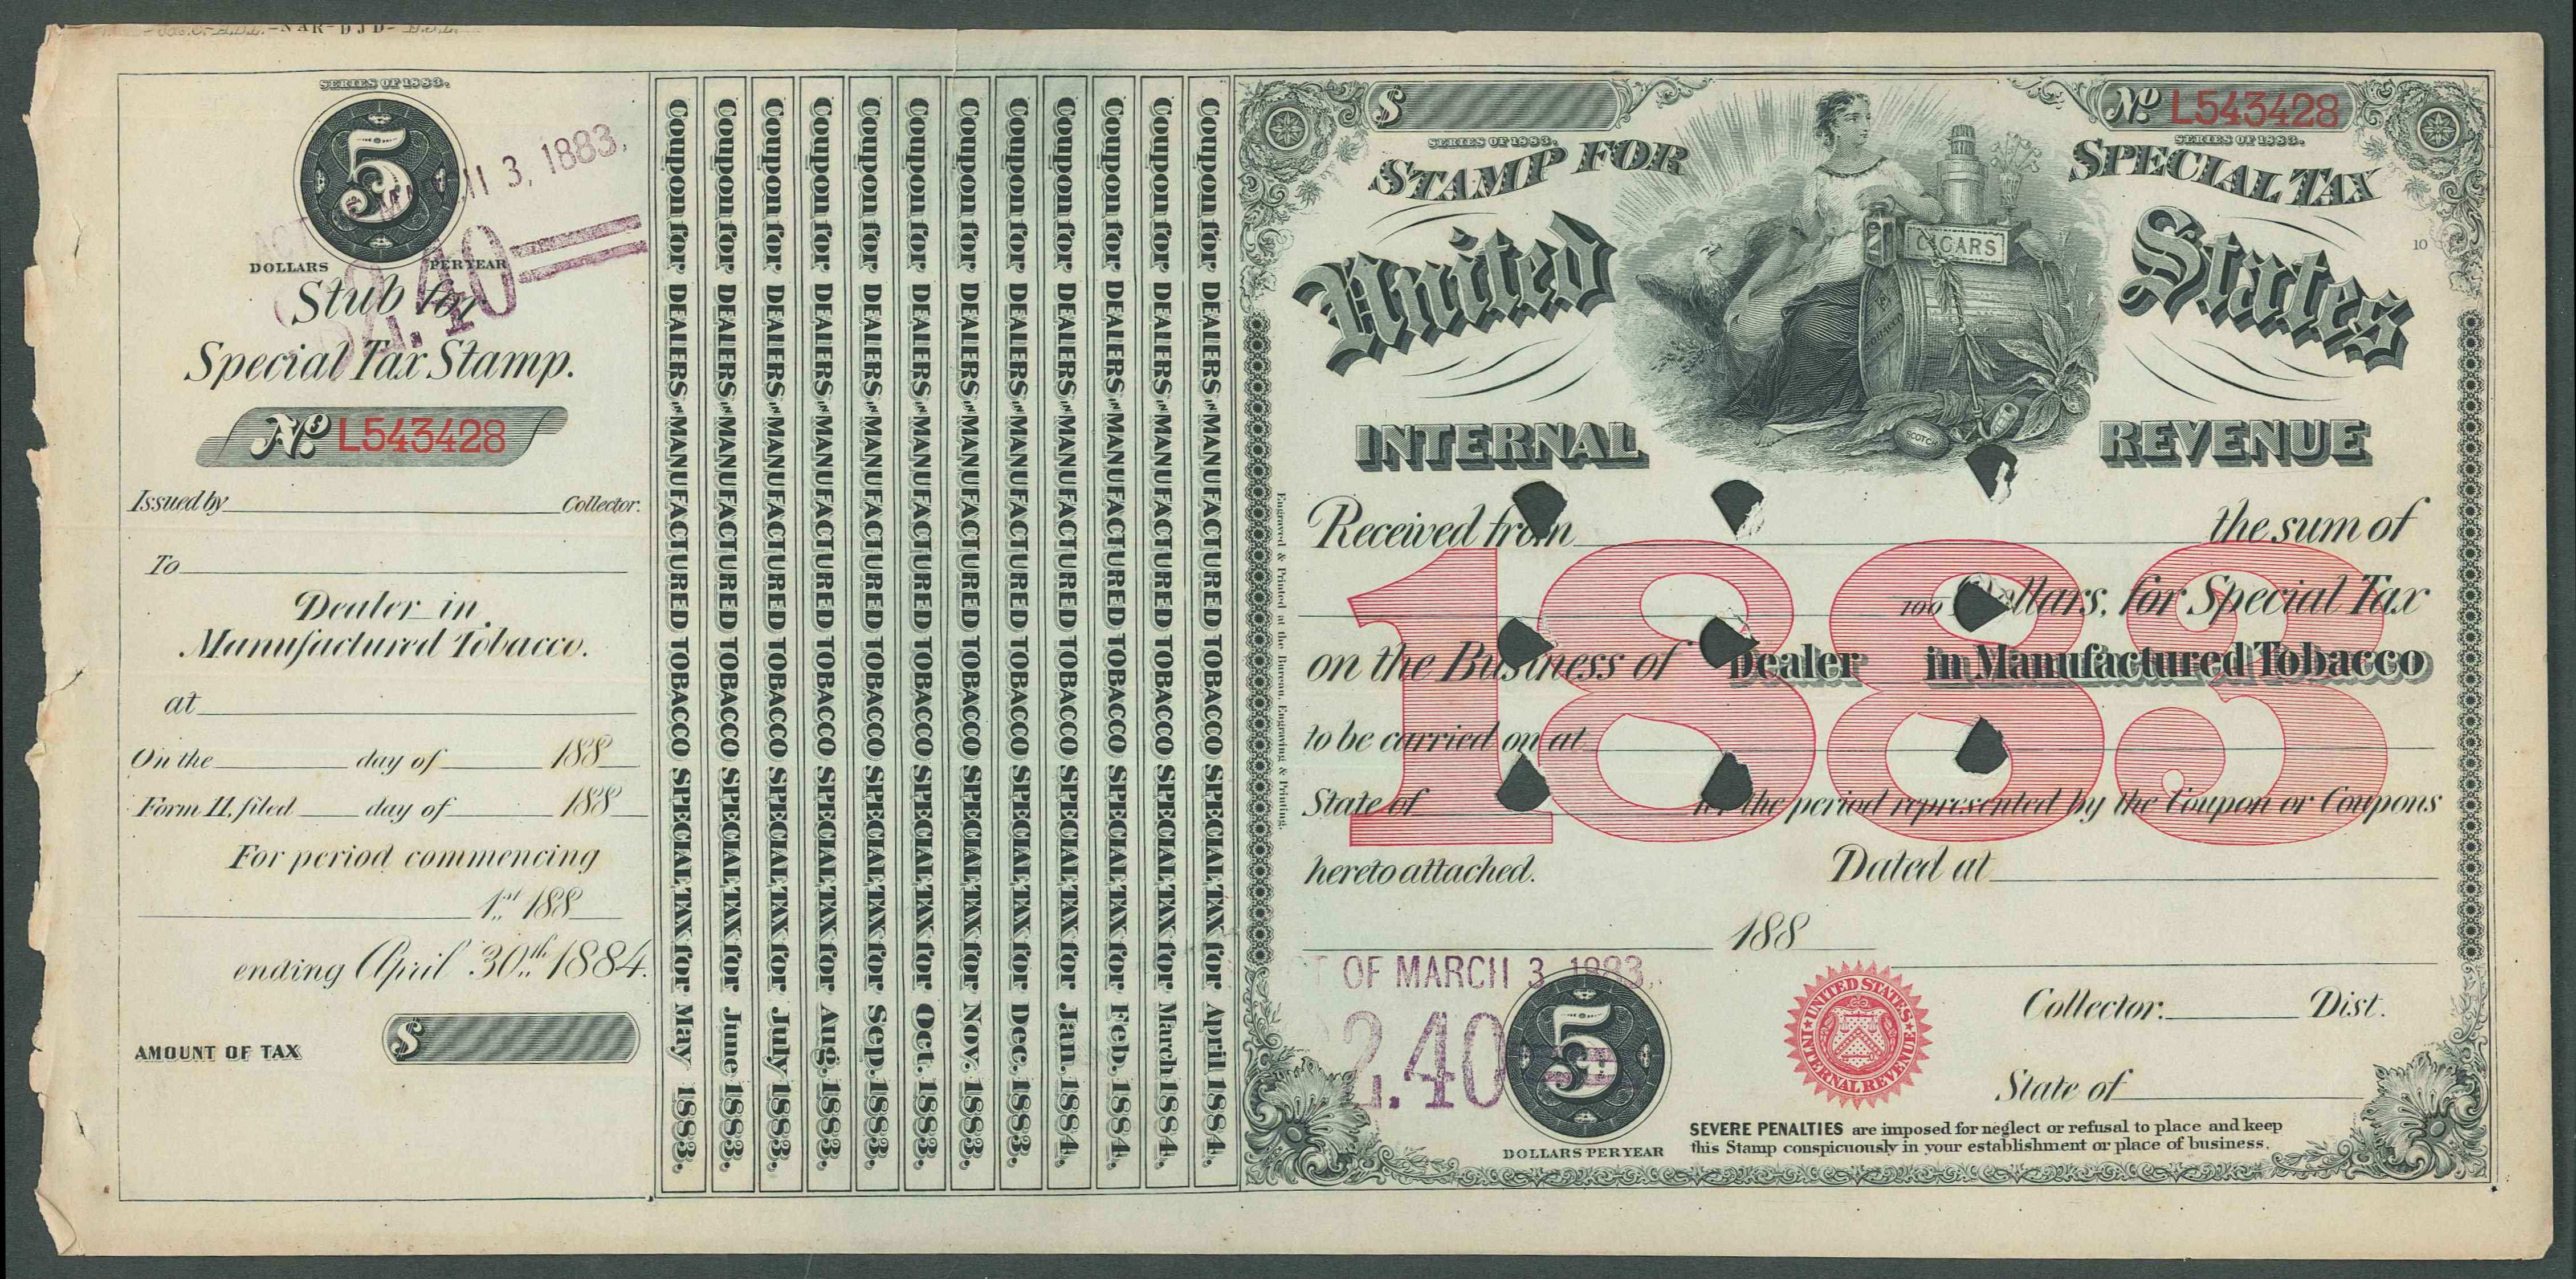 SERIES OF 1883.
5
DOLLARS PER YEAR
3, 1883.
2.40
Stub for
Special Tax Stamp.
No. L543428
Issued by Collector.
To
Dealer in
Manufactured Tobacco.
at
On the day of 188
Form 11, filed day of 188
For period commencing
1st 188
ending April 30th 1884.
AMOUNT OF TAX $
Coupon for DEALERS IN MANUFACTURED TOBACCO SPECIAL TAX for May 1883.
Coupon for DEALERS IN MANUFACTURED TOBACCO SPECIAL TAX for June 1883.
Coupon for DEALERS IN MANUFACTURED TOBACCO SPECIAL TAX for July 1883.
Coupon for DEALERS IN MANUFACTURED TOBACCO SPECIAL TAX for Aug. 1883.
Coupon for DEALERS IN MANUFACTURED TOBACCO SPECIAL TAX for Sep. 1883.
Coupon for DEALERS IN MANUFACTURED TOBACCO SPECIAL TAX for Oct. 1883.
Coupon for DEALERS IN MANUFACTURED TOBACCO SPECIAL TAX for Nov. 1883.
Coupon for DEALERS IN MANUFACTURED TOBACCO SPECIAL TAX for Dec. 1883.
Coupon for DEALERS IN MANUFACTURED TOBACCO SPECIAL TAX for Jan. 1884.
Coupon for DEALERS IN MANUFACTURED TOBACCO SPECIAL TAX for Feb. 1884.
Coupon for DEALERS IN MANUFACTURED TOBACCO SPECIAL TAX for March 1884.
Coupon for DEALERS IN MANUFACTURED TOBACCO SPECIAL TAX for April 1884.
$
No. L543428
SERIES OF 1883. SERIES OF 1883.
STAMP FOR SPECIAL TAX
United States
10
CIGARS
TOBACCO
SCOTCH
INTERNAL REVENUE
Engraved & Printed at the Bureau, Engraving & Printing.
Received from the sum of
1883
100 Dollars, for Special Tax
on the Business of Dealer in Manufactured Tobacco
to be carried on at
State of for the period represented by the Coupon or Coupons
hereto attached. Dated at
188
OF MARCH 3, 1883.
2.40
5
DOLLARS PER YEAR
UNITED STATES INTERNAL REVENUE
Collector. Dist.
State of
SEVERE PENALTIES are imposed for neglect or refusal to place and keep
this Stamp conspicuously in your establishment or place of business.